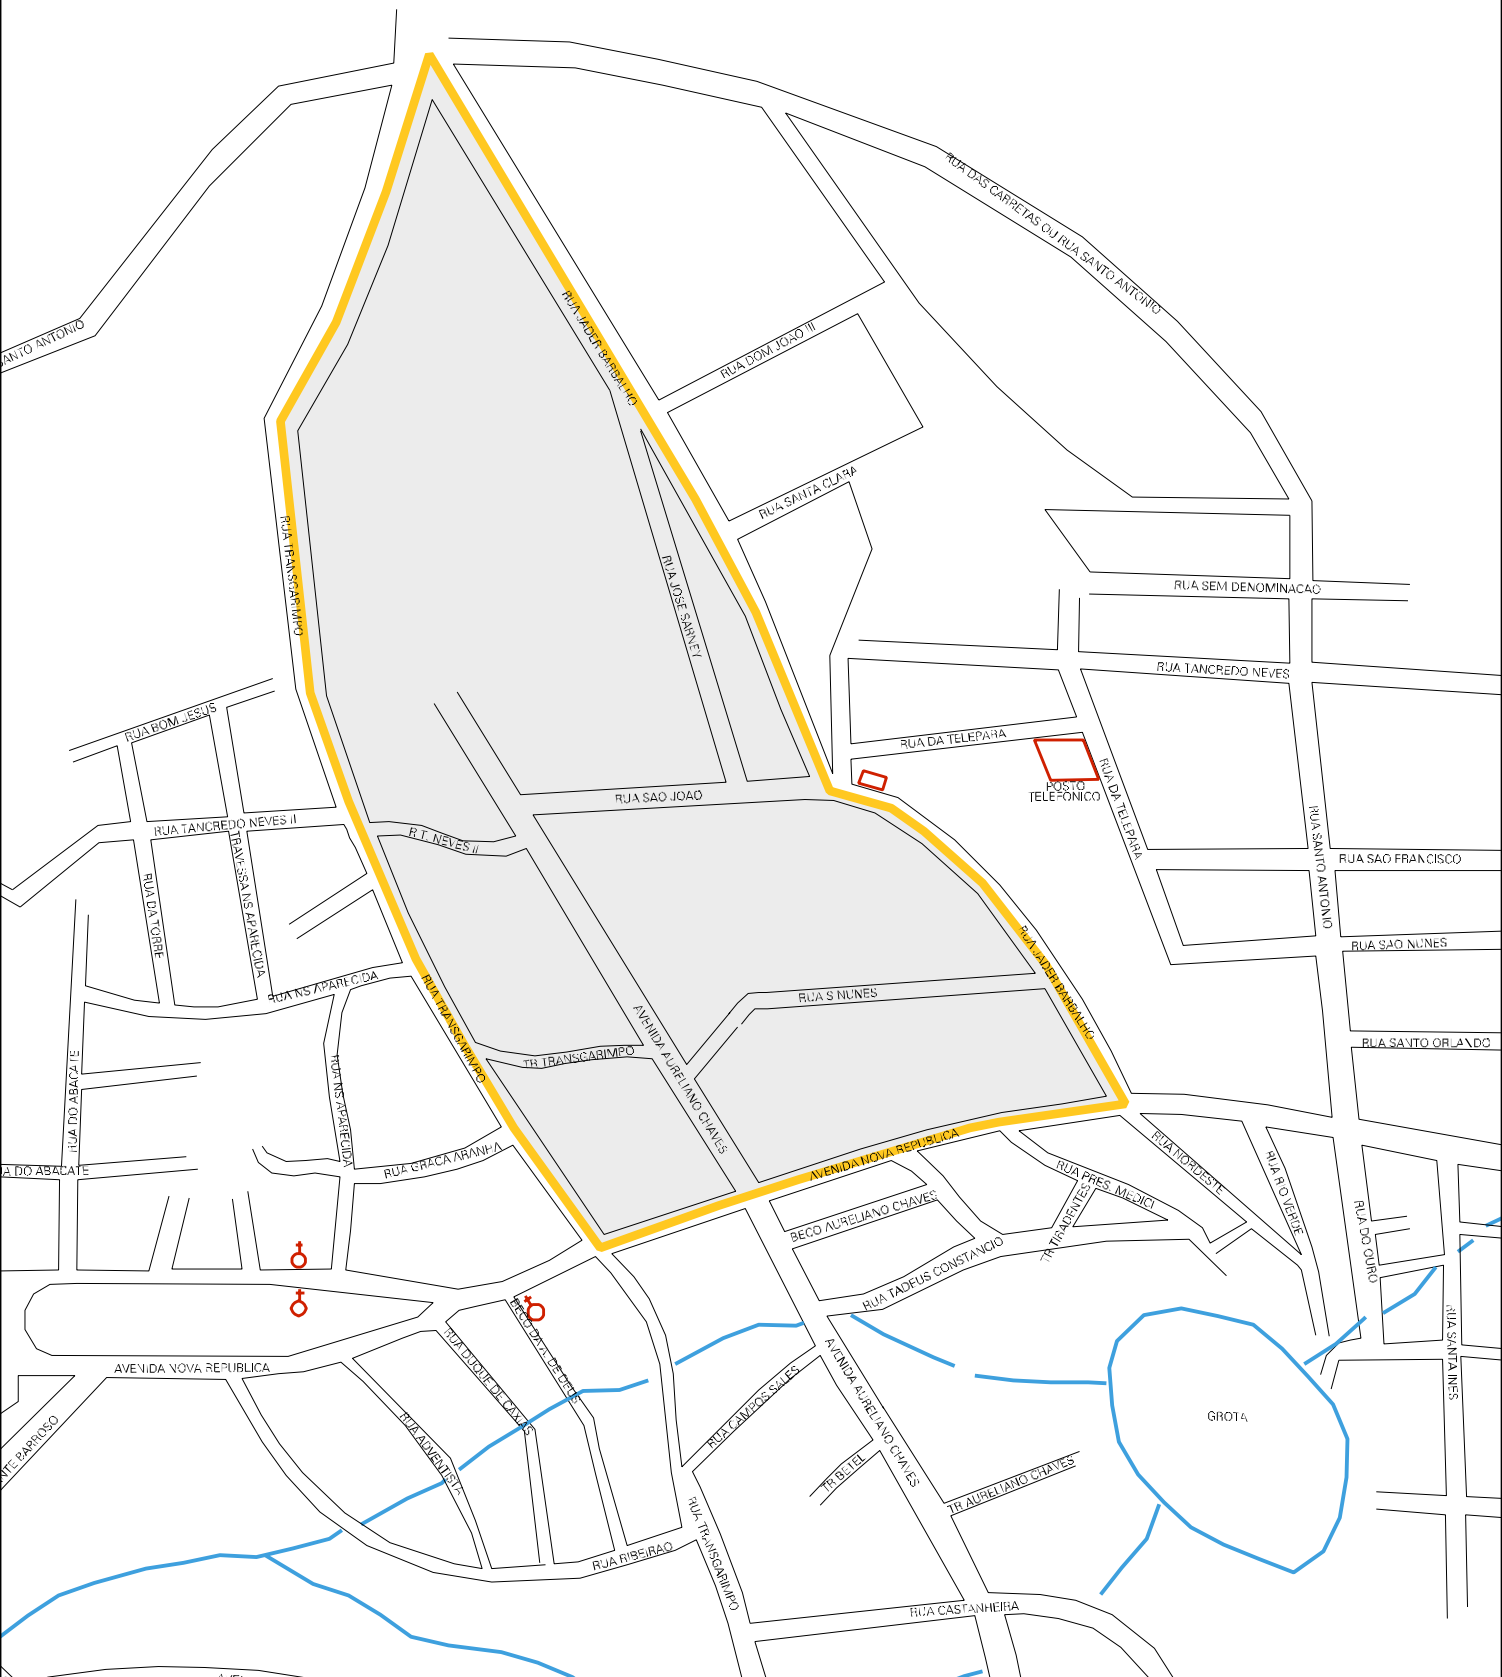 RUA DAS CARRETAS OU RUA SANTO ANTONIO
ANTO ANTONIO
RUA JADER BARBALHO
RUA DOM JOAO III
RUA SANTA CLARA
RUA TRANSGARIMPO
RUA JOSE SARNEY
RUA SEM DENOMINACAO
RUA TANCREDO NEVES
RUA BOM JESUS
RUA DA TELEPARA
POSTO
TELEFONICO
RUA DA TELEPARA
RUA SAO JOAO
RUA TANCREDO NEVES II
R.T. NEVES II
TRAVESSA NS APARECIDA
RUA DA TORRE
RUA SANTO ANTONIO
RUA SAO FRANCISCO
RUA SAO NUNES
RUA JADER BARBALHO
RUA NS APARECIDA
RUA TRANSGARIMPO
RUA S NUNES
AVENIDA AURELIANO CHAVES
TR TRANSGARIMPO
RUA SANTO ORLANDO
RUA DO ABACATE
RUA NS APARECIDA
RUA GRACA ARANHA
A DO ABACATE
AVENIDA NOVA REPUBLICA
RUA NORDESTE
RUA PRES. MEDICI
RUA RIO VERDE
TR TIRADENTES
BECO AURELIANO CHAVES
RUA TADEUS CONSTANCIO
RUA DO OURO
RUA SANTA INES
BECO DA A. DE DEUS
RUA DUQUE DE CAXIAS
AVENIDA NOVA REPUBLICA
RUA ADVENTISTA
NTE BARROSO
RUA CAMPOS SALES
AVENIDA AURELIANO CHAVES
GROTA
TR BETEL
TR AURELIANO CHAVES
RUA TRANSGARIMPO
RUA RIBEIRAO
RUA CASTANHEIRA